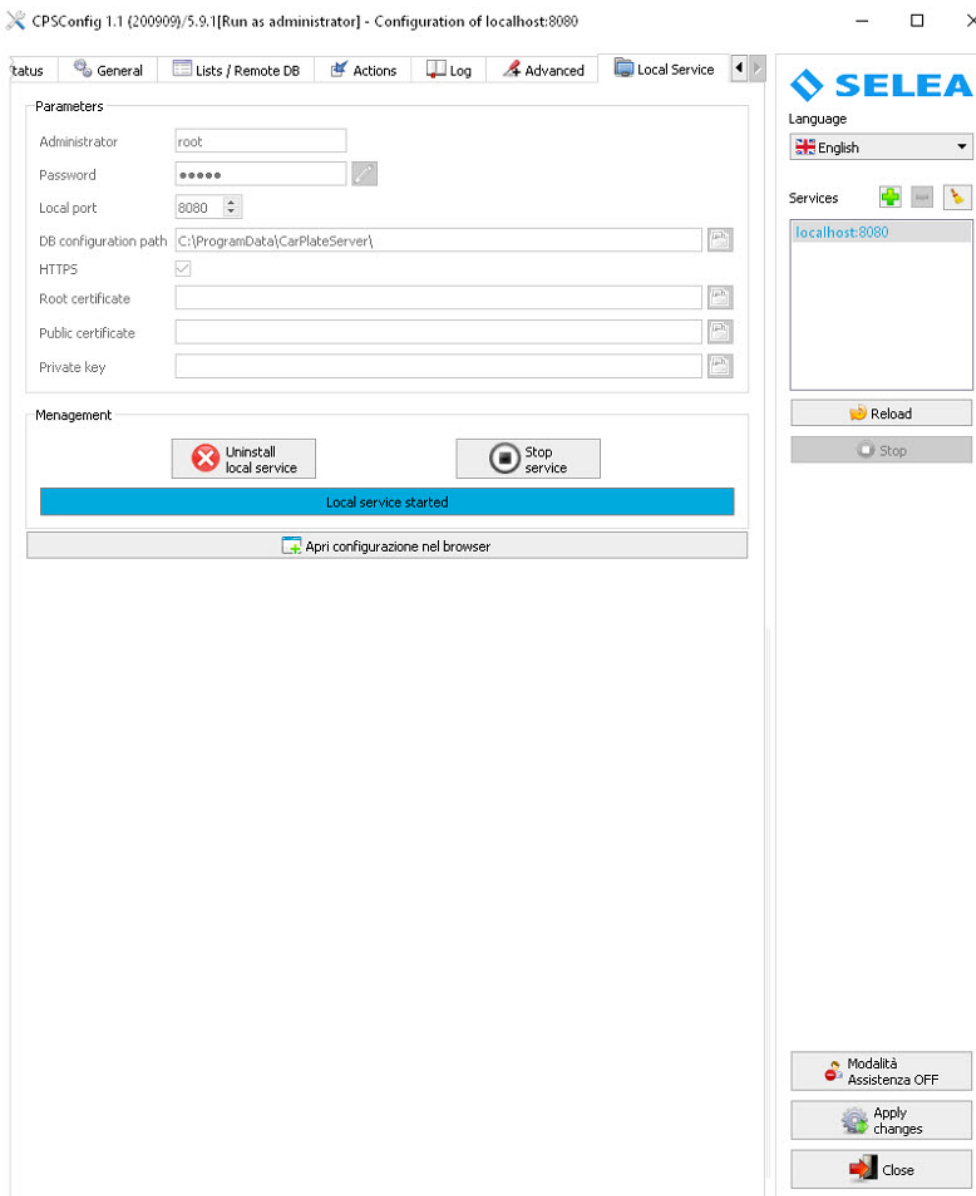 CPSConfig 1.1 (200909)/5.9.1[Run as administrator] - Configuration of localhost:8080
tatus General Lists / Remote DB Actions Log Advanced Local Service
Parameters
Administrator root
Password
Local port 8080
DB configuration path C:\ProgramData\CarPlateServer\
HTTPS
Root certificate
Public certificate
Private key
Menagement
Uninstall
local service
Stop
service
Local service started
Apri configurazione nel browser
SELEA
Language
English
Services
localhost:8080
Reload
Stop
Modalità
Assistenza OFF
Apply
changes
Close